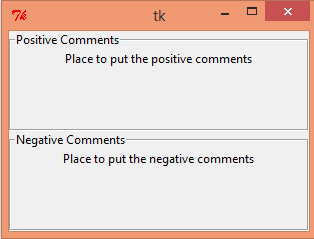 tk
Positive Comments
Place to put the positive comments
Negative Comments
Place to put the negative comments